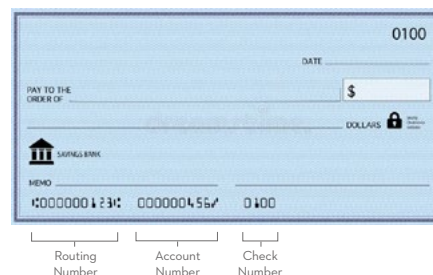 0100
DATE
PAY TO THE
ORDER OF
$
DOLLARS
SAVINGS BANK
MEMO
⑆000000123⑆ 000000456⑈ 0100
Routing Number
Account Number
Check Number